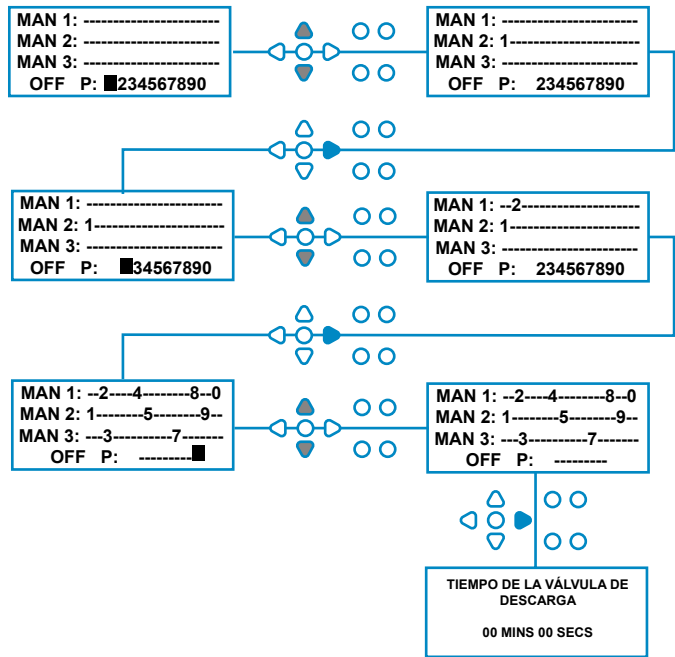 MAN 1: -----------------------
MAN 2: -----------------------
MAN 3: -----------------------
OFF P: █234567890
MAN 1: -----------------------
MAN 2: 1----------------------
MAN 3: -----------------------
OFF P: 234567890
MAN 1: -----------------------
MAN 2: 1----------------------
MAN 3: -----------------------
OFF P: █34567890
MAN 1: --2-------------------
MAN 2: 1----------------------
MAN 3: -----------------------
OFF P: 234567890
MAN 1: --2----4--------8--0
MAN 2: 1--------5---------9--
MAN 3: ---3----------7-------
OFF P: ---------█
MAN 1: --2----4--------8--0
MAN 2: 1--------5---------9--
MAN 3: ---3----------7-------
OFF P: ---------
TIEMPO DE LA VÁLVULA DE
DESCARGA
00 MINS 00 SECS